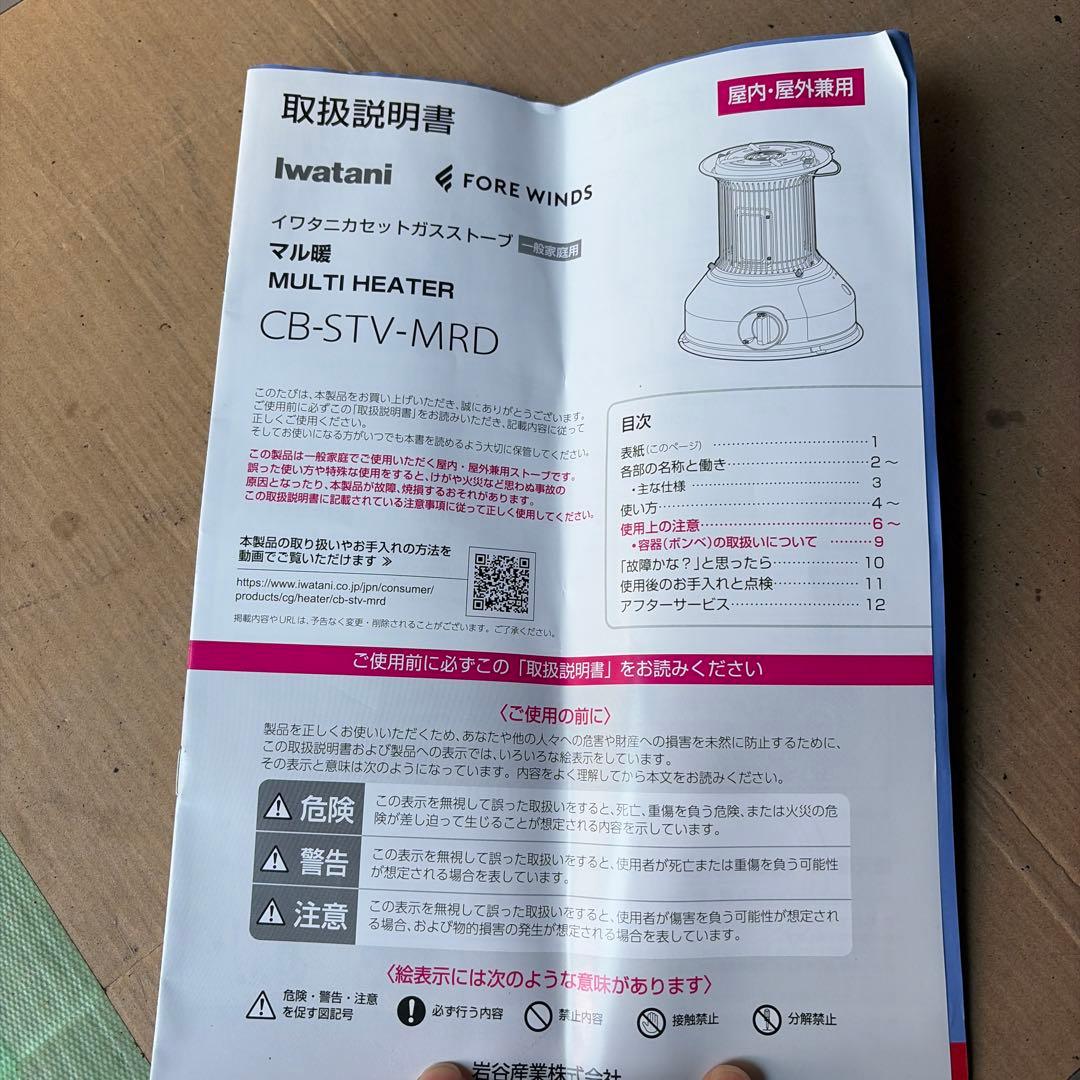 取扱説明書
屋内・屋外兼用
Iwatani FORE WINDS
イワタニカセットガスストーブ 一般家庭用
マル暖
MULTI HEATER
CB-STV-MRD
このたびは、本製品をお買い上げいただき、誠にありがとうございます。
ご使用前に必ずこの「取扱説明書」をお読みいただき、記載内容に従って
正しくご使用ください。
そしてお使いになる方がいつでも本書を読めるよう大切に保管してください。
この製品は一般家庭でご使用いただく屋内・屋外兼用ストーブです。
誤った使い方や特殊な使用をすると、けがや火災など思わぬ事故の
原因となったり、本製品が故障、焼損するおそれがあります。
この取扱説明書に記載されている注意事項に従って正しく使用してください。
本製品の取り扱いやお手入れの方法を
動画でご覧いただけます ≫
https://www.iwatani.co.jp/jpn/consumer/
products/cg/heater/cb-stv-mrd
掲載内容やURLは、予告なく変更・削除されることがございます。ご了承ください。
目次
表紙(このページ) 1
各部の名称と働き 2～
・主な仕様 3
使い方 4～
使用上の注意 6～
・容器(ボンベ)の取扱いについて 9
「故障かな？」と思ったら 10
使用後のお手入れと点検 11
アフターサービス 12
ご使用前に必ずこの「取扱説明書」をお読みください
〈ご使用の前に〉
製品を正しくお使いいただくため、あなたや他の人々への危害や財産への損害を未然に防止するために、
この取扱説明書および製品への表示では、いろいろな絵表示をしています。
その表示と意味は次のようになっています。内容をよく理解してから本文をお読みください。
危険 この表示を無視して誤った取扱いをすると、死亡、重傷を負う危険、または火災の危
険が差し迫って生じることが想定される内容を示しています。
警告 この表示を無視して誤った取扱いをすると、使用者が死亡または重傷を負う可能性
が想定される場合を表しています。
注意 この表示を無視して誤った取扱いをすると、使用者が傷害を負う可能性が想定され
る場合、および物的損害の発生が想定される場合を表しています。
〈絵表示には次のような意味があります〉
危険・警告・注意
を促す図記号
必ず行う内容
禁止内容
接触禁止
分解禁止
岩谷産業株式会社